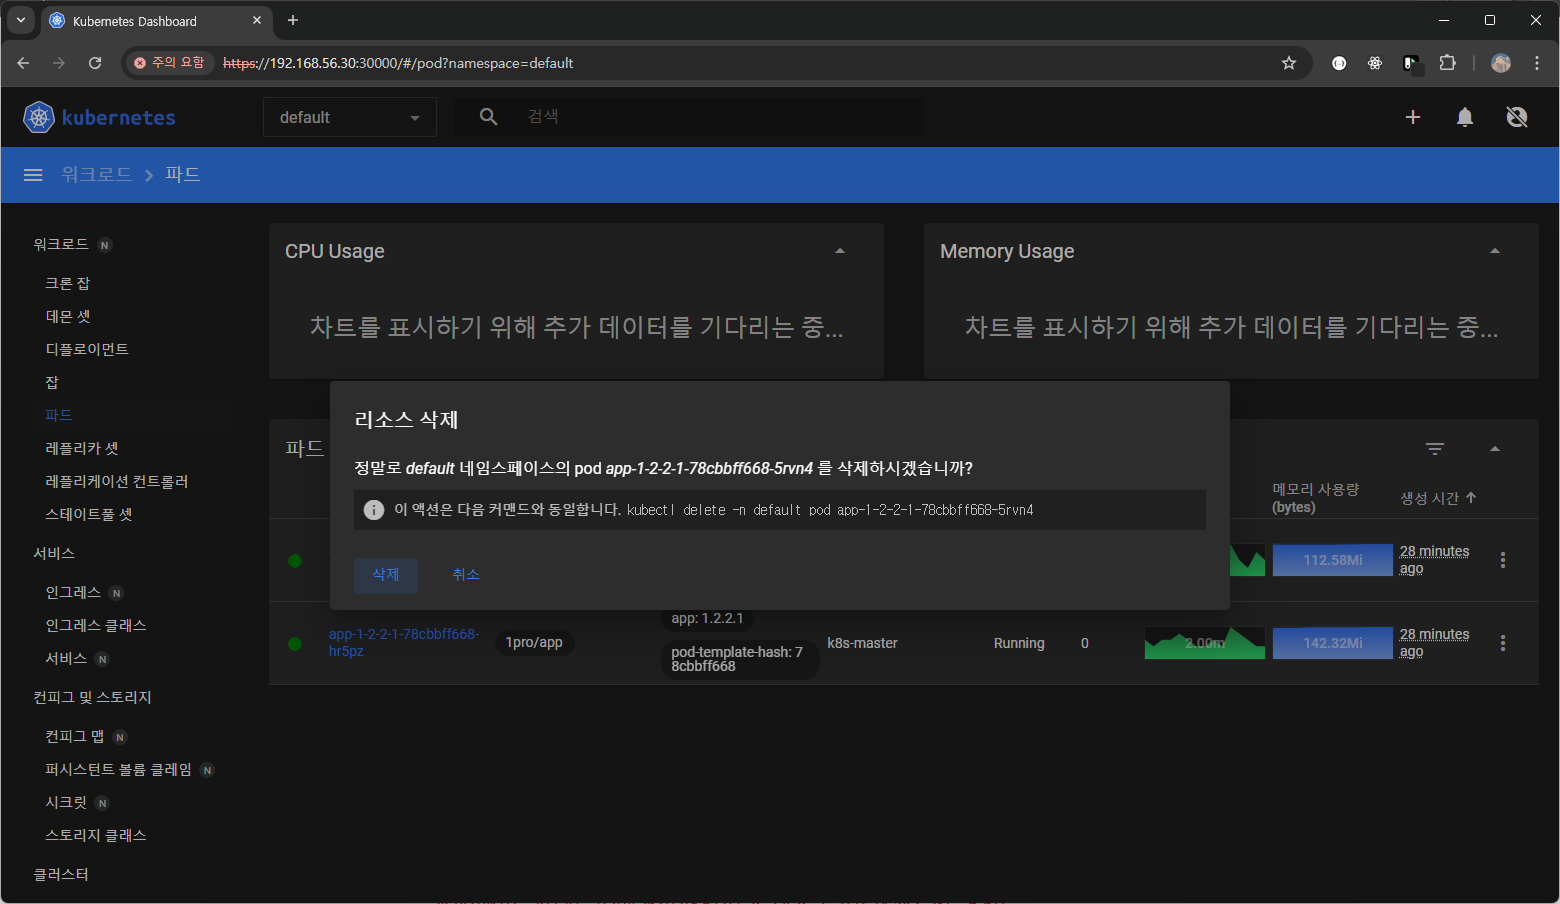 Kubernetes Dashboard
주의 요함
https://192.168.56.30:30000/#/pod?namespace=default
kubernetes
default
검색
워크로드
파드
워크로드 N
크론 잡
데몬 셋
디플로이먼트
잡
파드
레플리카 셋
레플리케이션 컨트롤러
스테이트풀 셋
서비스
인그레스 N
인그레스 클래스
서비스 N
컨피그 및 스토리지
컨피그 맵 N
퍼시스턴트 볼륨 클레임 N
시크릿 N
스토리지 클래스
클러스터
CPU Usage
차트를 표시하기 위해 추가 데이터를 기다리는 중...
Memory Usage
차트를 표시하기 위해 추가 데이터를 기다리는 중...
파드
메모리 사용량
(bytes)
생성 시간
리소스 삭제
정말로 default 네임스페이스의 pod app-1-2-2-1-78cbbff668-5rvn4 를 삭제하시겠습니까?
이 액션은 다음 커맨드와 동일합니다. kubectl delete -n default pod app-1-2-2-1-78cbbff668-5rvn4
삭제
취소
112.58Mi
28 minutes
ago
app-1-2-2-1-78cbbff668-
hr5pz
1pro/app
app: 1.2.2.1
pod-template-hash: 7
8cbbff668
k8s-master
Running
0
2.00m
142.32Mi
28 minutes
ago